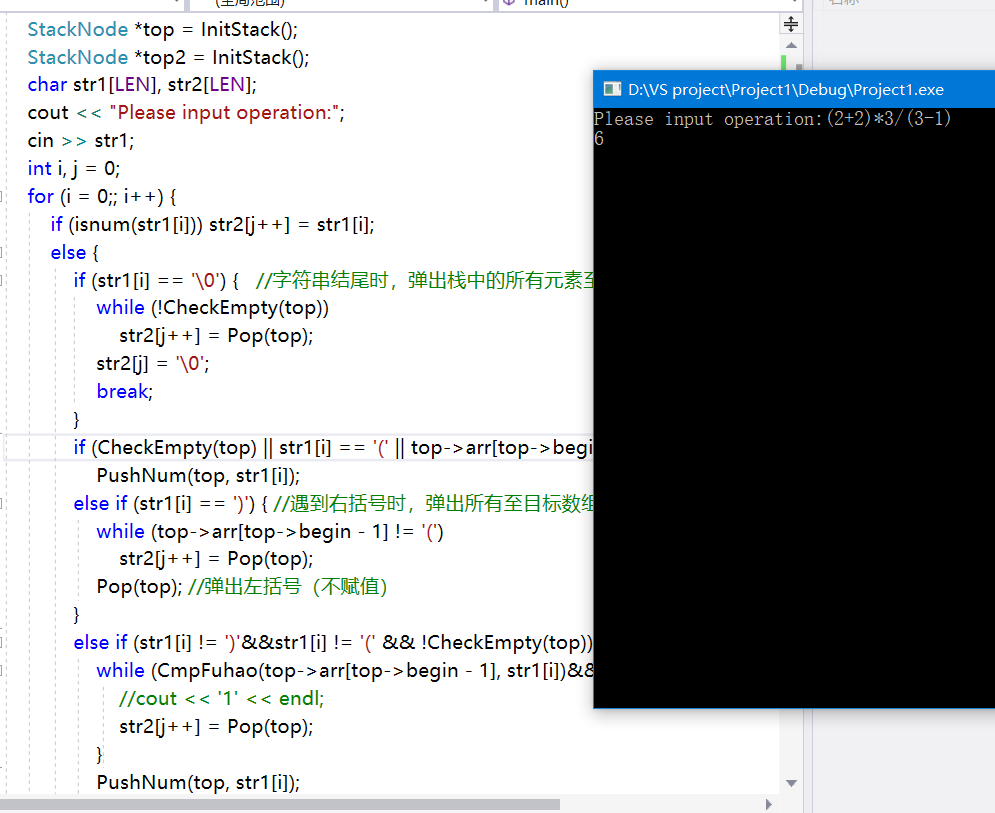 (全局范围)
main()
名称
StackNode *top = InitStack();
StackNode *top2 = InitStack();
char str1[LEN], str2[LEN];
cout << "Please input operation:";
cin >> str1;
int i, j = 0;
for (i = 0;; i++) {
if (isnum(str1[i])) str2[j++] = str1[i];
else {
if (str1[i] == '\0') { //字符串结尾时，弹出栈中的所有元素至
while (!CheckEmpty(top))
str2[j++] = Pop(top);
str2[j] = '\0';
break;
}
if (CheckEmpty(top) || str1[i] == '(' || top->arr[top->begi
PushNum(top, str1[i]);
else if (str1[i] == ')') { //遇到右括号时，弹出所有至目标数组
while (top->arr[top->begin - 1] != '(')
str2[j++] = Pop(top);
Pop(top); //弹出左括号（不赋值）
}
else if (str1[i] != ')'&&str1[i] != '(' && !CheckEmpty(top))
while (CmpFuhao(top->arr[top->begin - 1], str1[i])&&
//cout << '1' << endl;
str2[j++] = Pop(top);
}
PushNum(top, str1[i]);
D:\VS project\Project1\Debug\Project1.exe
Please input operation:(2+2)*3/(3-1)
6